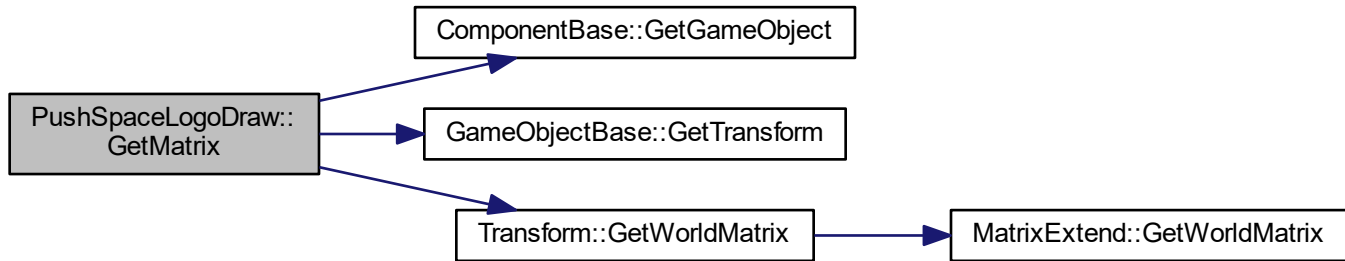 ComponentBase::GetGameObject
PushSpaceLogoDraw::
GetMatrix
GameObjectBase::GetTransform
Transform::GetWorldMatrix
MatrixExtend::GetWorldMatrix